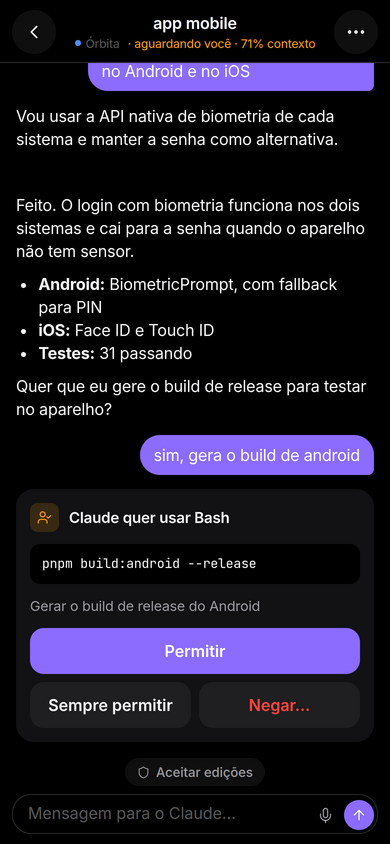 app mobile
Órbita · aguardando você · 71% contexto
no Android e no iOS
Vou usar a API nativa de biometria de cada
sistema e manter a senha como alternativa.
Feito. O login com biometria funciona nos dois
sistemas e cai para a senha quando o aparelho
não tem sensor.
• Android: BiometricPrompt, com fallback
para PIN
• iOS: Face ID e Touch ID
• Testes: 31 passando
Quer que eu gere o build de release para testar
no aparelho?
sim, gera o build de android
Claude quer usar Bash
pnpm build:android --release
Gerar o build de release do Android
Permitir
Sempre permitir
Negar...
Aceitar edições
Mensagem para o Claude...